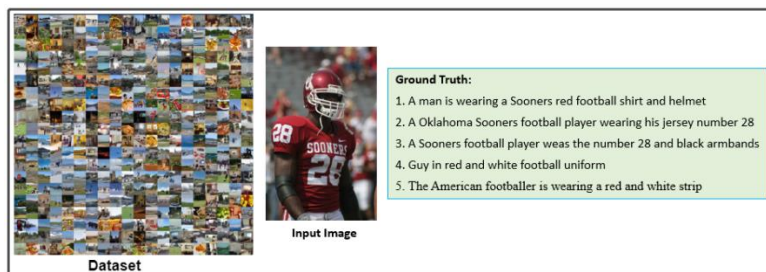 Dataset
28
SOONERS
28
Input Image
Ground Truth:
1. A man is wearing a Sooners red football shirt and helmet
2. A Oklahoma Sooners football player wearing his jersey number 28
3. A Sooners football player weas the number 28 and black armbands
4. Guy in red and white football uniform
5. The American footballer is wearing a red and white strip